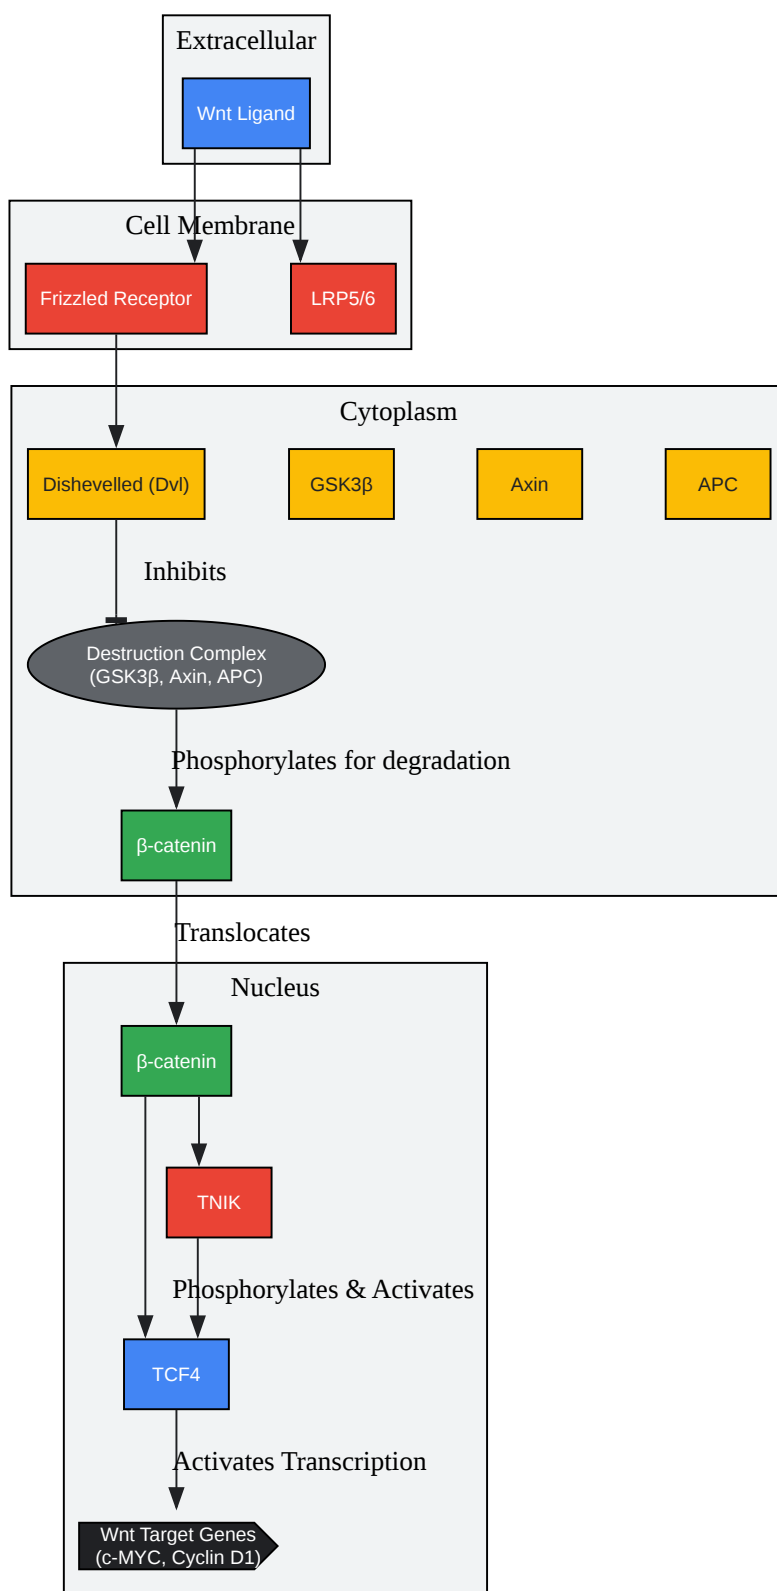 Extracellular
Wnt Ligand
Cell Membrane
Frizzled Receptor
LRP5/6
Cytoplasm
Dishevelled (Dvl)
GSK3β
Axin
APC
Inhibits
Destruction Complex
(GSK3β, Axin, APC)
Phosphorylates for degradation
β-catenin
Translocates
Nucleus
β-catenin
TNIK
Phosphorylates & Activates
TCF4
Activates Transcription
Wnt Target Genes
(c-MYC, Cyclin D1)